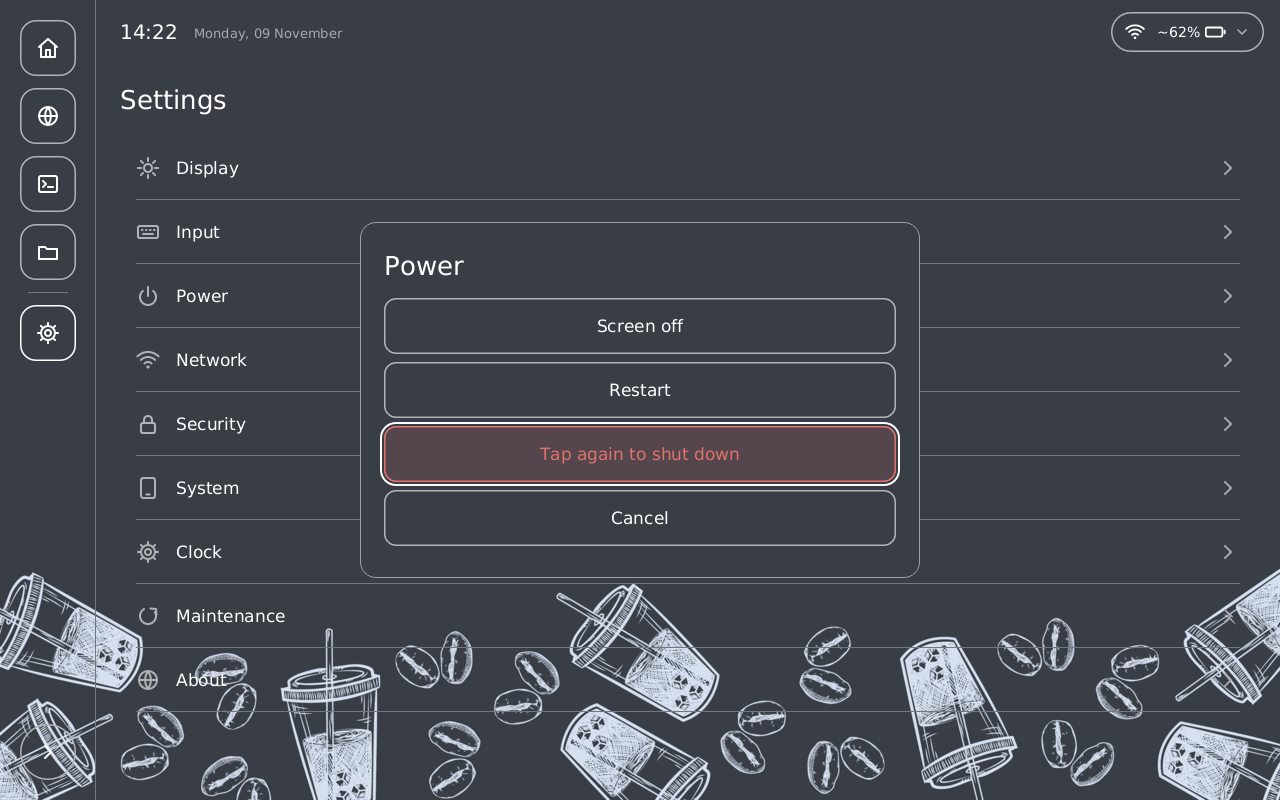 14:22 Monday, 09 November
~62%
Settings
Display
Input
Power
Network
Security
System
Clock
Maintenance
About
Power
Screen off
Restart
Tap again to shut down
Cancel